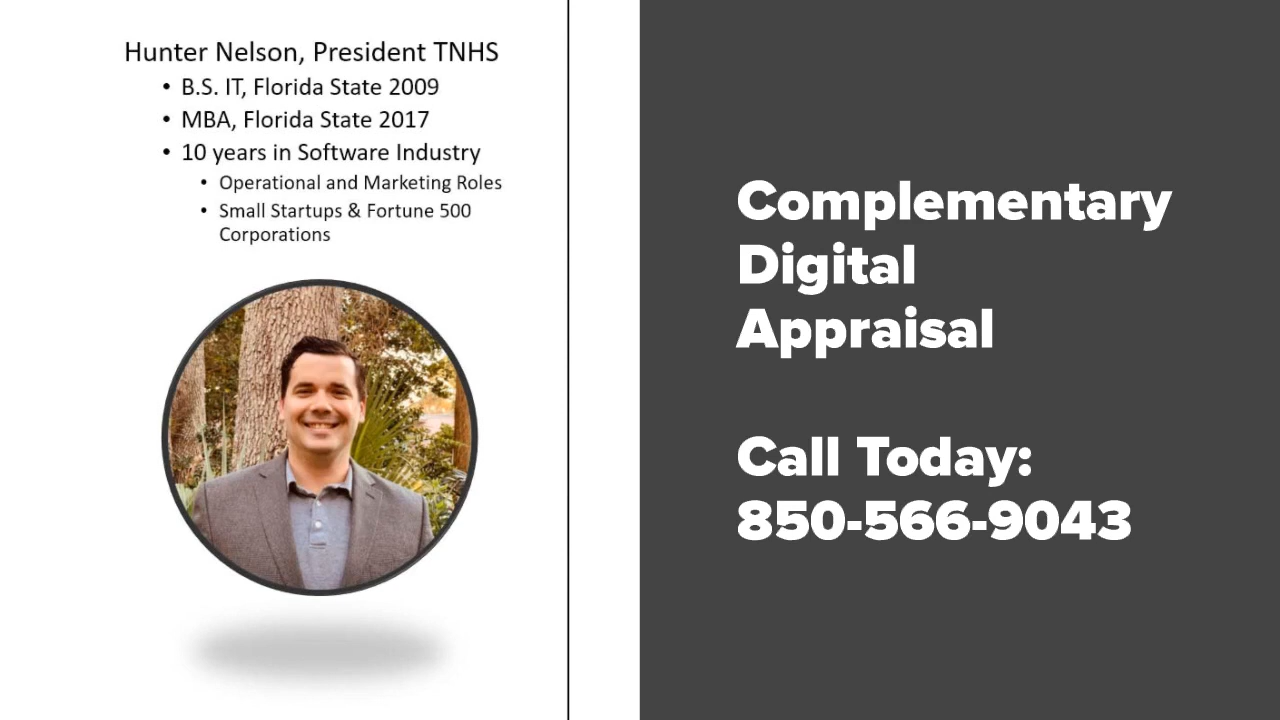 Hunter Nelson, President TNHS
• B.S. IT, Florida State 2009
• MBA, Florida State 2017
• 10 years in Software Industry
• Operational and Marketing Roles
• Small Startups & Fortune 500
Corporations
Complementary
Digital
Appraisal
Call Today:
850-566-9043